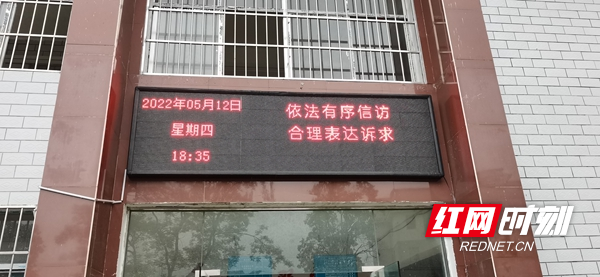 2022年05月12日
星期四
18:35
依法有序信访
合理表达诉求
红网时刻
REDNET.CN